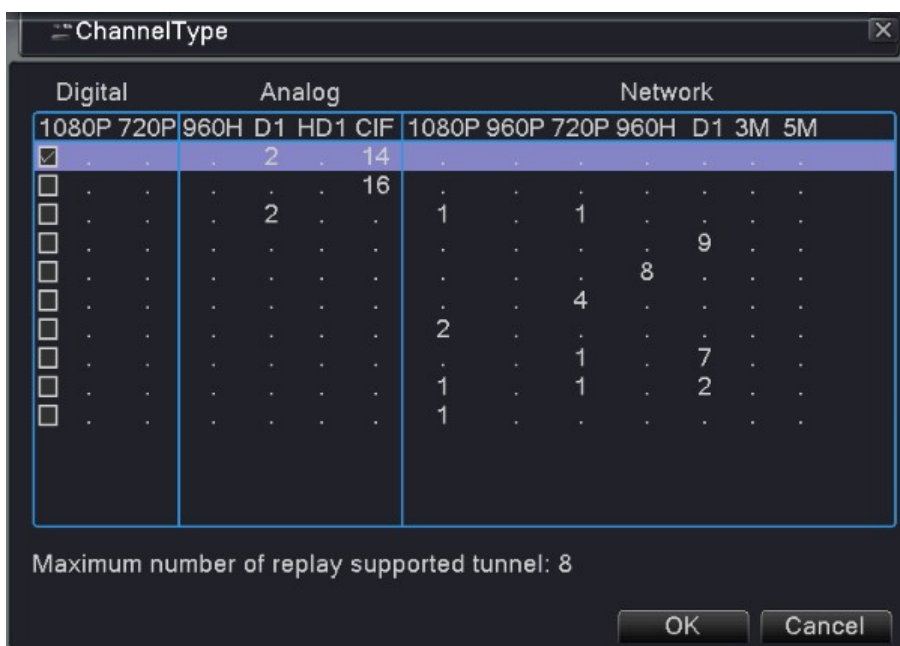 ChannelType
Digital Analog Network
1080P 720P 960H D1 HD1 CIF 1080P 960P 720P 960H D1 3M 5M
. . . 2 . 14 . . . . . . .
. . . . . 16 . . . . . . .
. . . 2 . . 1 . 1 . . . .
. . . . . . . . . . 9 . .
. . . . . . . . . 8 . . .
. . . . . . . . 4 . . . .
. . . . . . 2 . . . . . .
. . . . . . . . 1 . 7 . .
. . . . . . 1 . 1 . 2 . .
. . . . . . 1 . . . . . .
Maximum number of replay supported tunnel: 8
OK Cancel